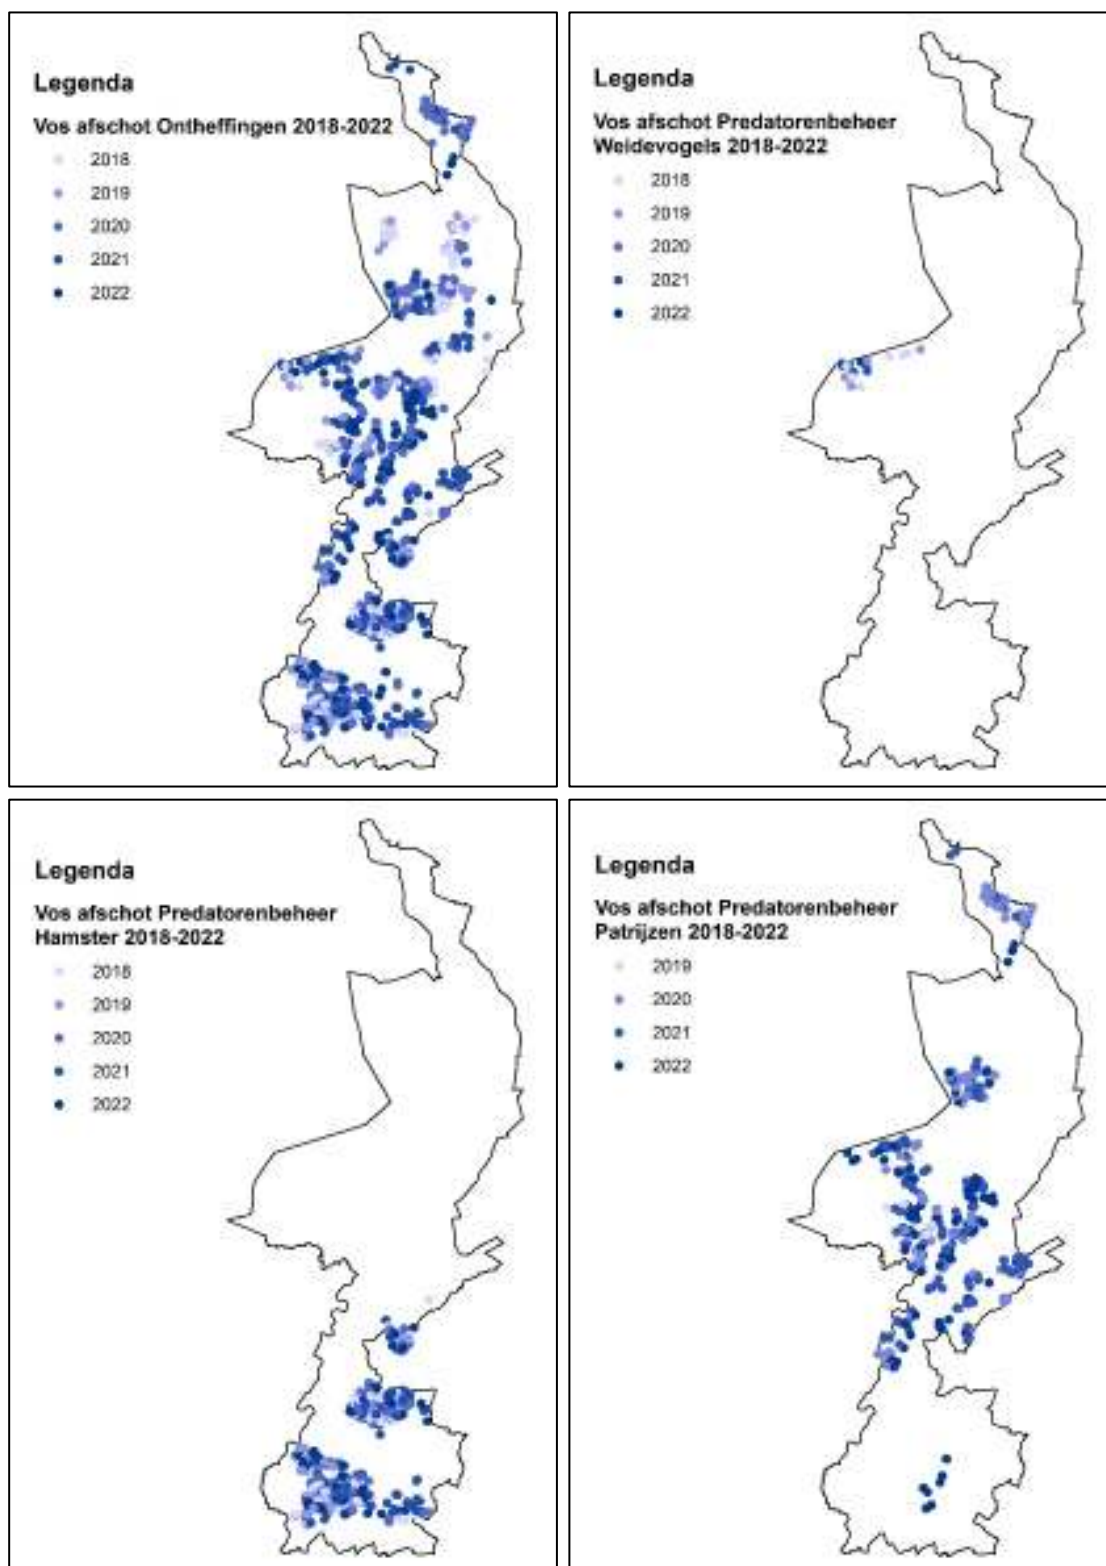 Legenda
Vos afschot Ontheffingen 2018-2022
2018
2019
2020
2021
2022
Legenda
Vos afschot Predatorenbeheer
Weidevogels 2018-2022
2018
2019
2020
2021
2022
Legenda
Vos afschot Predatorenbeheer
Hamster 2018-2022
2018
2019
2020
2021
2022
Legenda
Vos afschot Predatorenbeheer
Patrijzen 2018-2022
2019
2020
2021
2022